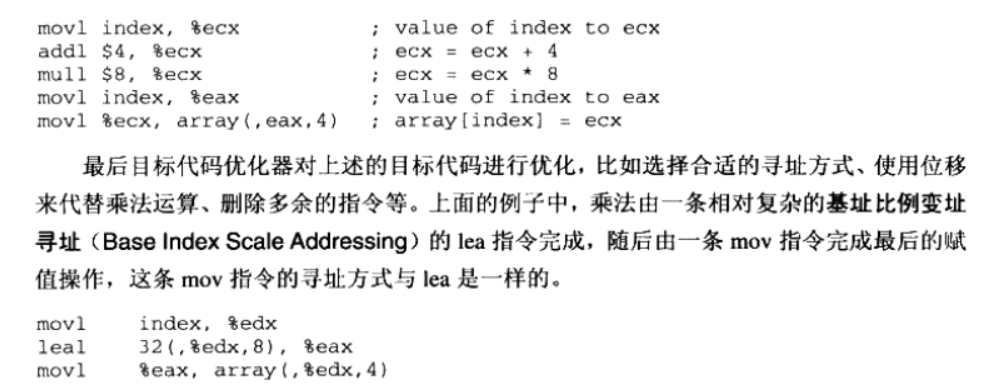 movl index, %ecx ; value of index to ecx
addl $4, %ecx ; ecx = ecx + 4
mull $8, %ecx ; ecx = ecx * 8
movl index, %eax ; value of index to eax
movl %ecx, array(,eax,4) ; array[index] = ecx
最后目标代码优化器对上述的目标代码进行优化，比如选择合适的寻址方式、使用位移
来代替乘法运算、删除多余的指令等。上面的例子中，乘法由一条相对复杂的基址比例变址
寻址（Base Index Scale Addressing）的 lea 指令完成，随后由一条 mov 指令完成最后的赋
值操作，这条 mov 指令的寻址方式与 lea 是一样的。
movl index, %edx
leal 32(,%edx,8), %eax
movl %eax, array(,%edx,4)